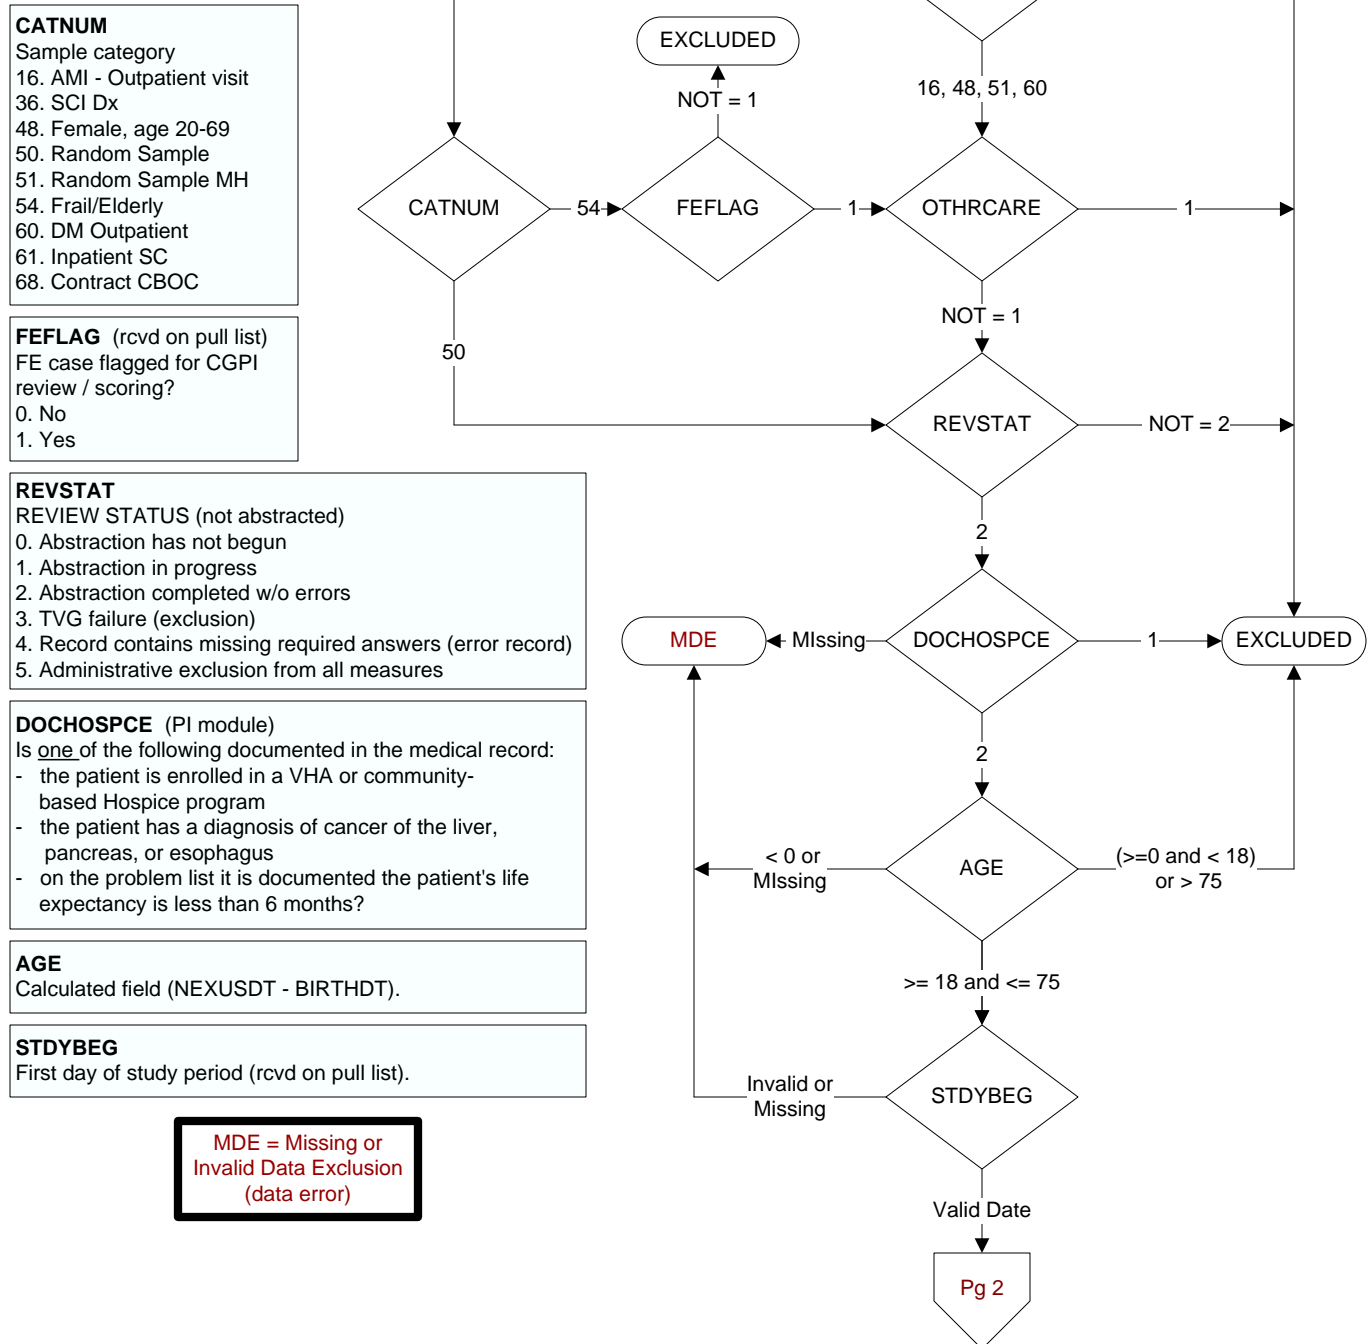 CATNUM
Sample category
16. AMI - Outpatient visit
36. SCI Dx
48. Female, age 20-69
50. Random Sample
51. Random Sample MH
54. Frail/Elderly
60. DM Outpatient
61. Inpatient SC
68. Contract CBOC
FEFLAG (rcvd on pull list)
FE case flagged for CGPI
review / scoring?
0. No
1. Yes
REVSTAT
REVIEW STATUS (not abstracted)
0. Abstraction has not begun
1. Abstraction in progress
2. Abstraction completed w/o errors
3. TVG failure (exclusion)
4. Record contains missing required answers (error record)
5. Administrative exclusion from all measures
DOCHOSPCE (PI module)
Is one of the following documented in the medical record:
- the patient is enrolled in a VHA or community-
based Hospice program
- the patient has a diagnosis of cancer of the liver,
pancreas, or esophagus
- on the problem list it is documented the patient's life
expectancy is less than 6 months?
AGE
Calculated field (NEXUSDT - BIRTHDT).
STDYBEG
First day of study period (rcvd on pull list).
MDE = Missing or
Invalid Data Exclusion
(data error)
EXCLUDED
NOT = 1
16, 48, 51, 60
CATNUM
54
FEFLAG
1
OTHRCARE
1
NOT = 1
50
REVSTAT
NOT = 2
2
MDE
MIssing
DOCHOSPCE
1
EXCLUDED
2
< 0 or
MIssing
AGE
(>=0 and < 18)
or > 75
>= 18 and <= 75
Invalid or
Missing
STDYBEG
Valid Date
Pg 2